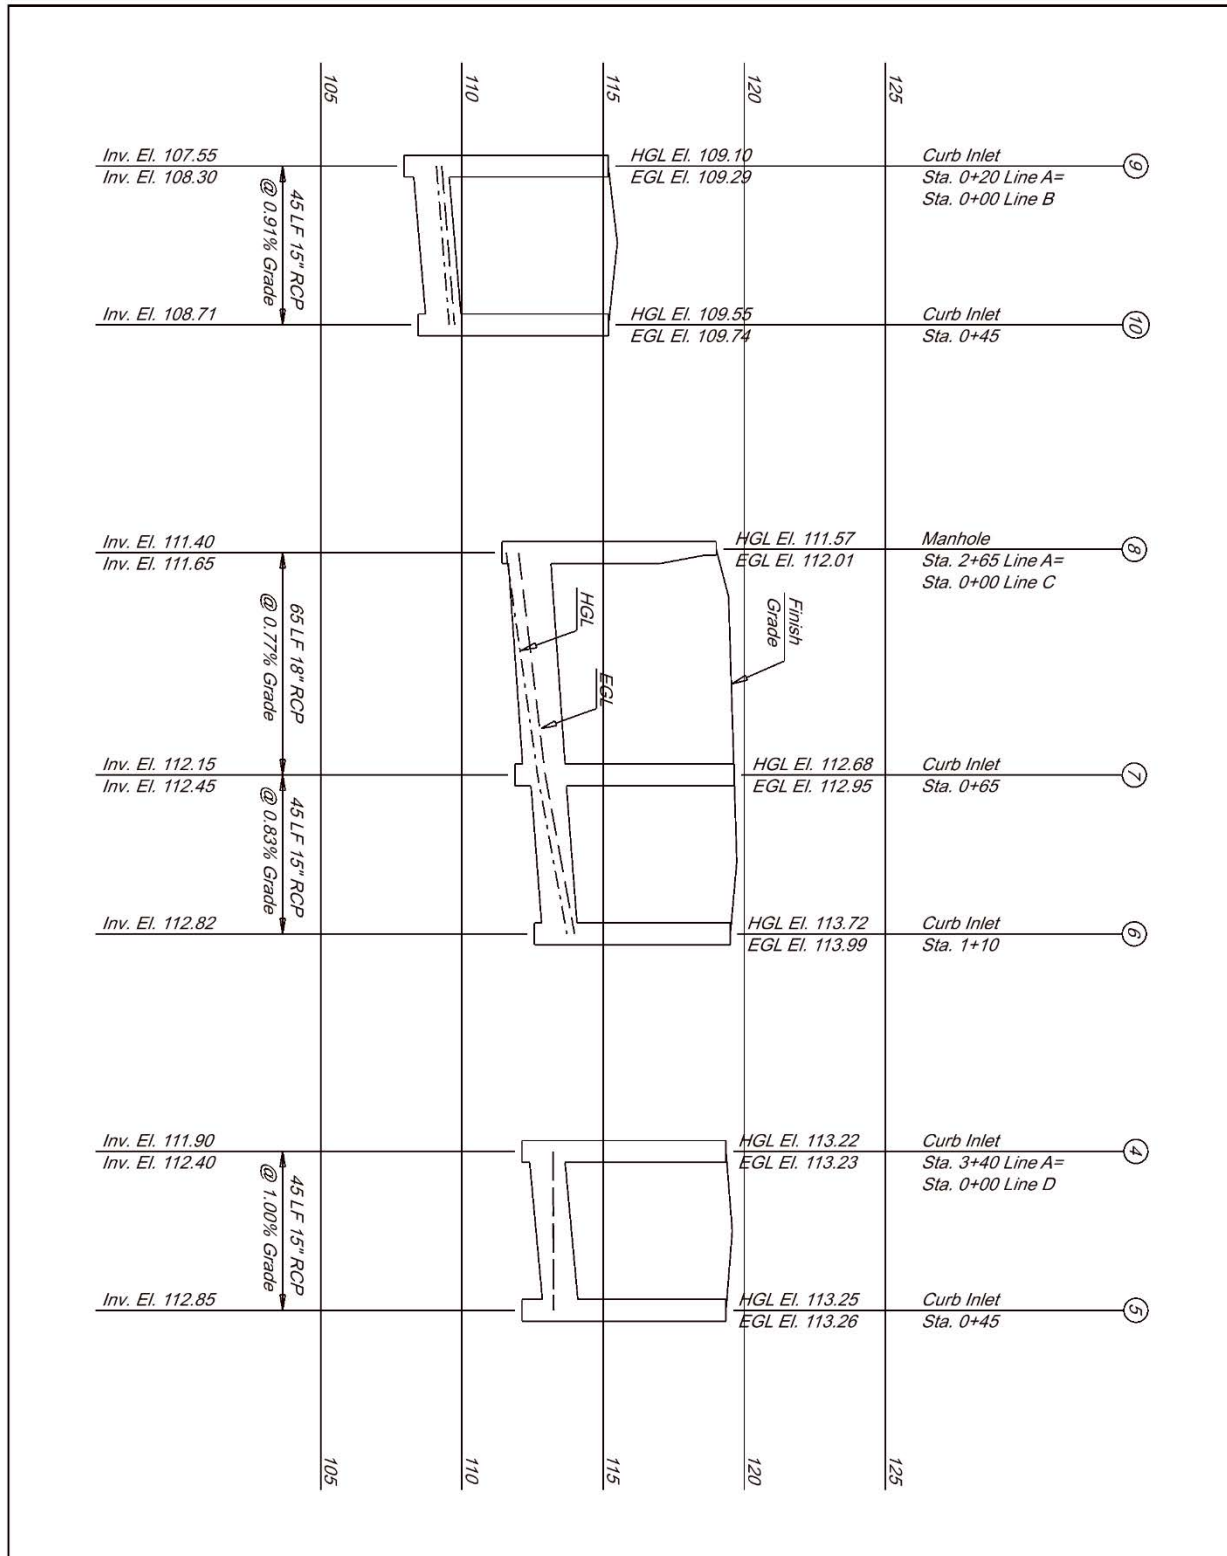 105
110
115
120
125
Inv. El. 107.55
Inv. El. 108.30
HGL El. 109.10
EGL El. 109.29
Curb Inlet
Sta. 0+20 Line A=
Sta. 0+00 Line B
9
45 LF 15" RCP
@ 0.91% Grade
Inv. El. 108.71
HGL El. 109.55
EGL El. 109.74
Curb Inlet
Sta. 0+45
10
Inv. El. 111.40
Inv. El. 111.65
HGL El. 111.57
EGL El. 112.01
Manhole
Sta. 2+65 Line A=
Sta. 0+00 Line C
8
65 LF 18" RCP
@ 0.77% Grade
HGL
EGL
Finish
Grade
Inv. El. 112.15
Inv. El. 112.45
HGL El. 112.68
EGL El. 112.95
Curb Inlet
Sta. 0+65
7
45 LF 15" RCP
@ 0.83% Grade
Inv. El. 112.82
HGL El. 113.72
EGL El. 113.99
Curb Inlet
Sta. 1+10
6
Inv. El. 111.90
Inv. El. 112.40
HGL El. 113.22
EGL El. 113.23
Curb Inlet
Sta. 3+40 Line A=
Sta. 0+00 Line D
4
45 LF 15" RCP
@ 1.00% Grade
Inv. El. 112.85
HGL El. 113.25
EGL El. 113.26
Curb Inlet
Sta. 0+45
5
105
110
115
120
125